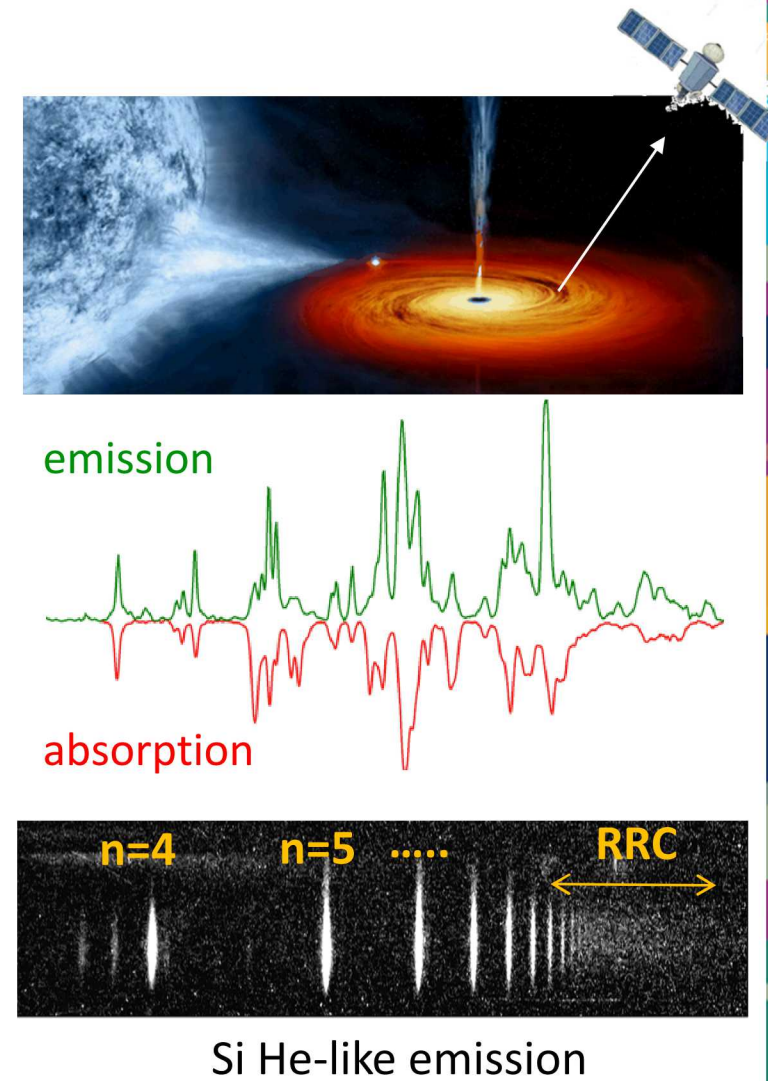 emission
absorption
n=4 n=5 ..... RRC
Si He-like emission